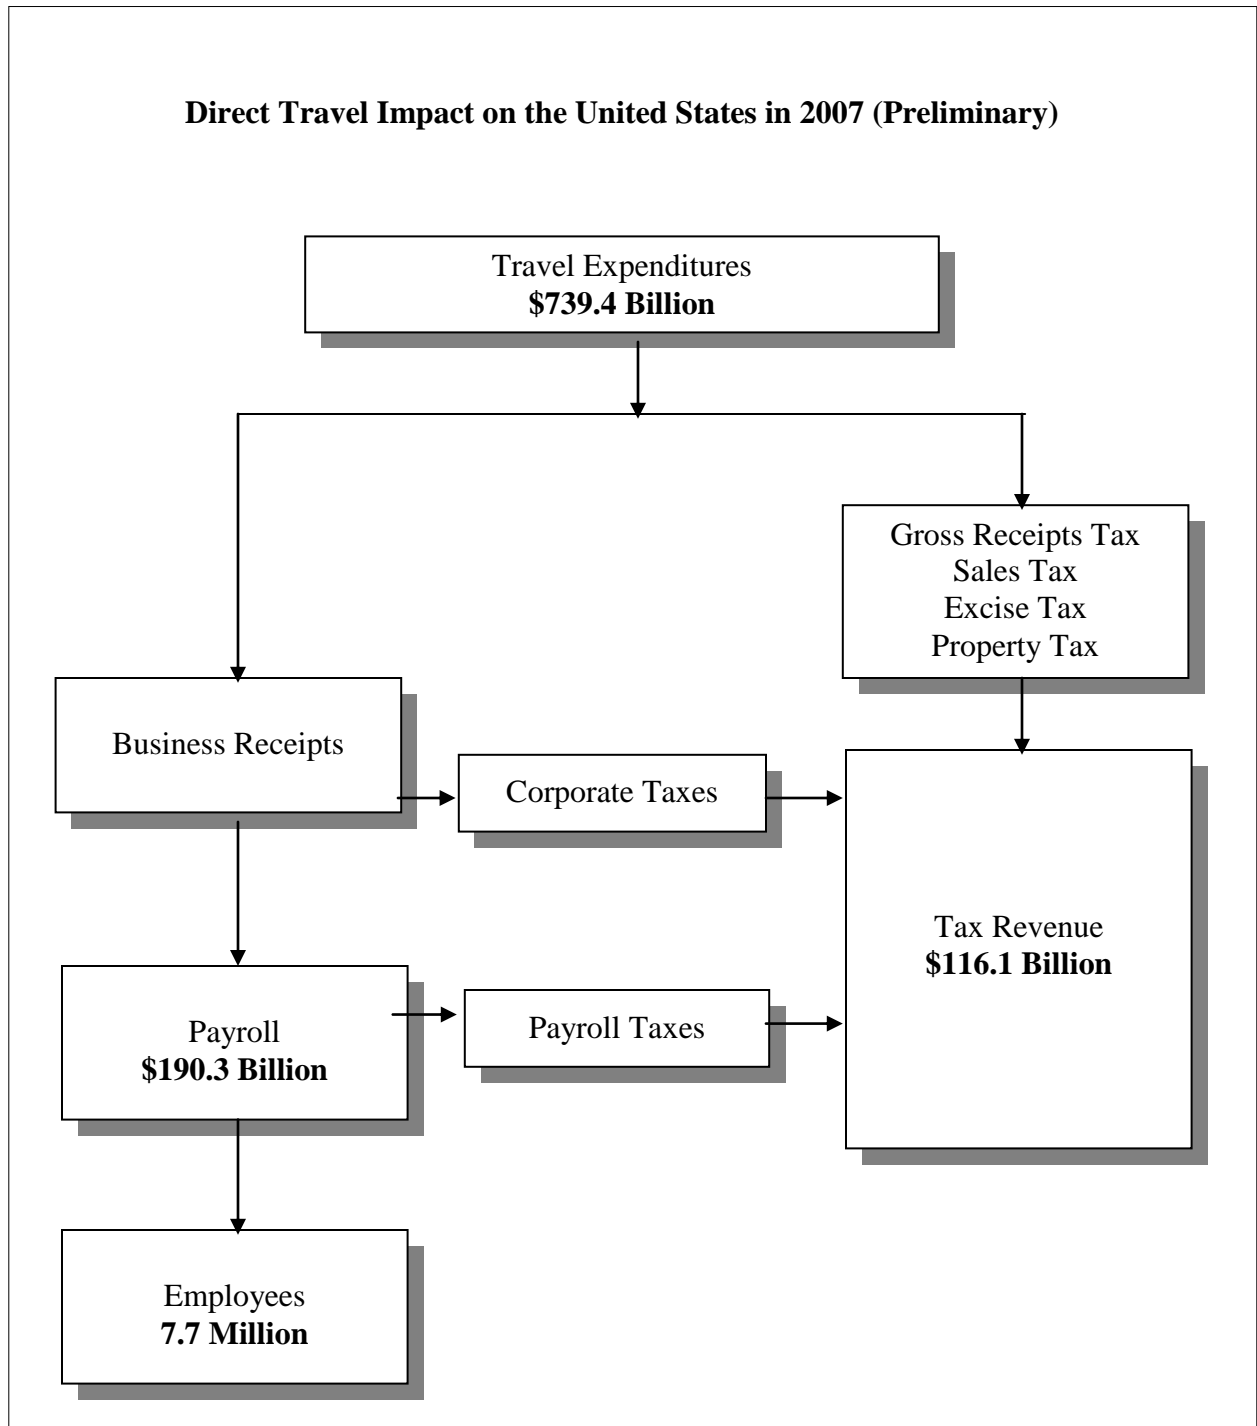 Direct Travel Impact on the United States in 2007 (Preliminary)
Travel Expenditures
$739.4 Billion
Gross Receipts Tax
Sales Tax
Excise Tax
Property Tax
Business Receipts
Corporate Taxes
Tax Revenue
$116.1 Billion
Payroll
$190.3 Billion
Payroll Taxes
Employees
7.7 Million